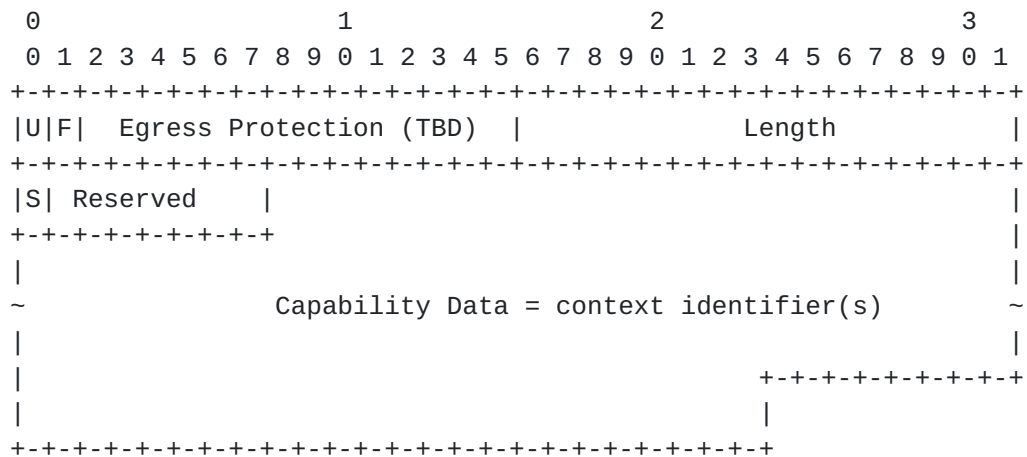 0                   1                   2                   3
 0 1 2 3 4 5 6 7 8 9 0 1 2 3 4 5 6 7 8 9 0 1 2 3 4 5 6 7 8 9 0 1
+-+-+-+-+-+-+-+-+-+-+-+-+-+-+-+-+-+-+-+-+-+-+-+-+-+-+-+-+-+-+-+-+
|U|F|  Egress Protection (TBD)  |              Length           |
+-+-+-+-+-+-+-+-+-+-+-+-+-+-+-+-+-+-+-+-+-+-+-+-+-+-+-+-+-+-+-+-+
|S| Reserved    |                                               |
+-+-+-+-+-+-+-+-+                                               |
|                                                               |
~                Capability Data = context identifier(s)        ~
|                                                               |
|                                               +-+-+-+-+-+-+-+-+
|                                               |
+-+-+-+-+-+-+-+-+-+-+-+-+-+-+-+-+-+-+-+-+-+-+-+-+